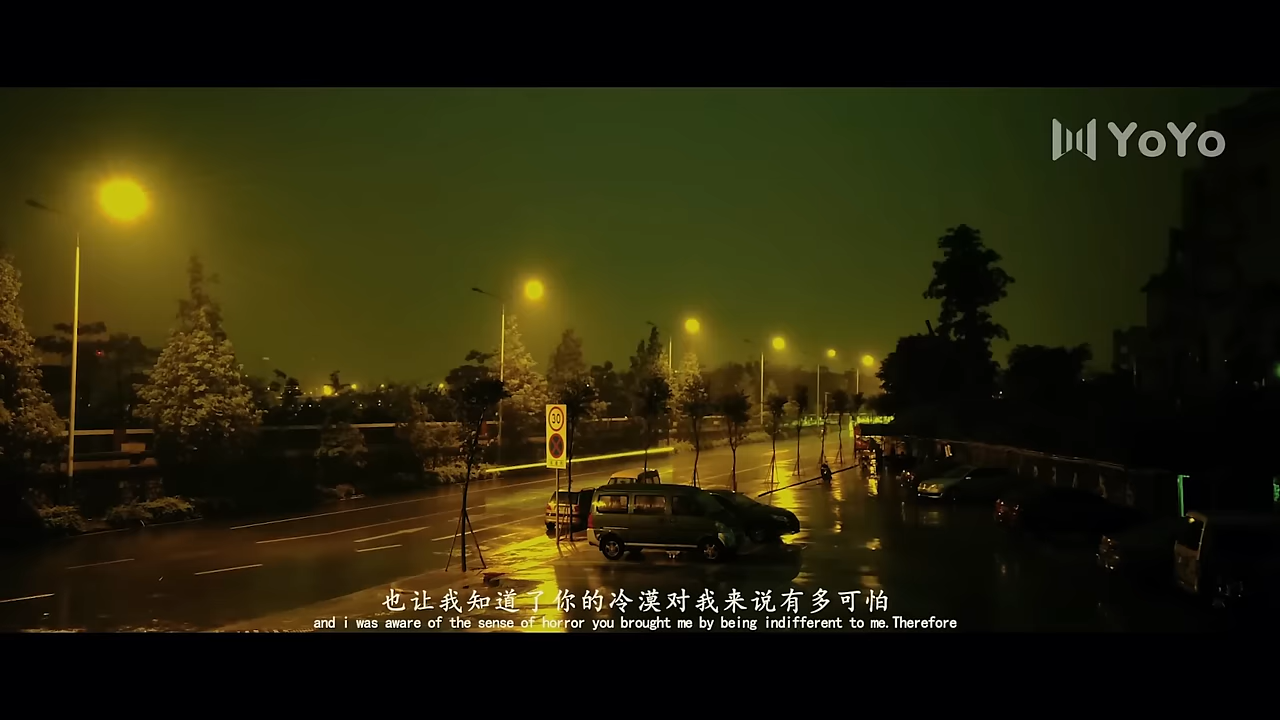 YoYo
30
也让我知道了你的冷漠对我来说有多可怕
and i was aware of the sense of horror you brought me by being indifferent to me.Therefore